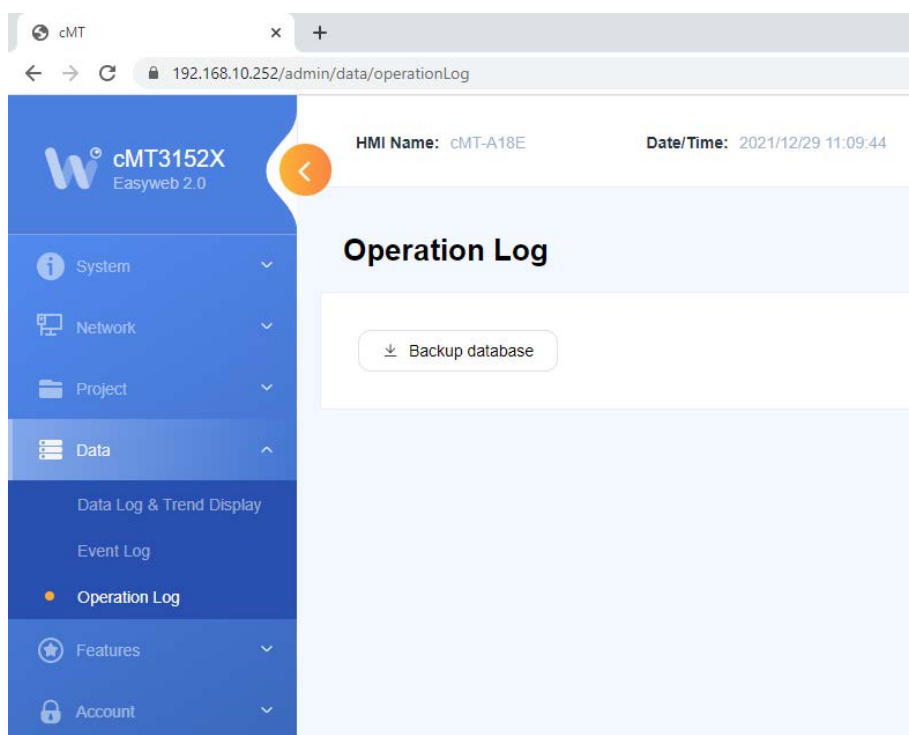 cMT
192.168.10.252/admin/data/operationLog
cMT3152X
Easyweb 2.0
HMI Name: cMT-A18E Date/Time: 2021/12/29 11:09:44
System
Network
Project
Data
Data Log & Trend Display
Event Log
Operation Log
Features
Account
Operation Log
Backup database